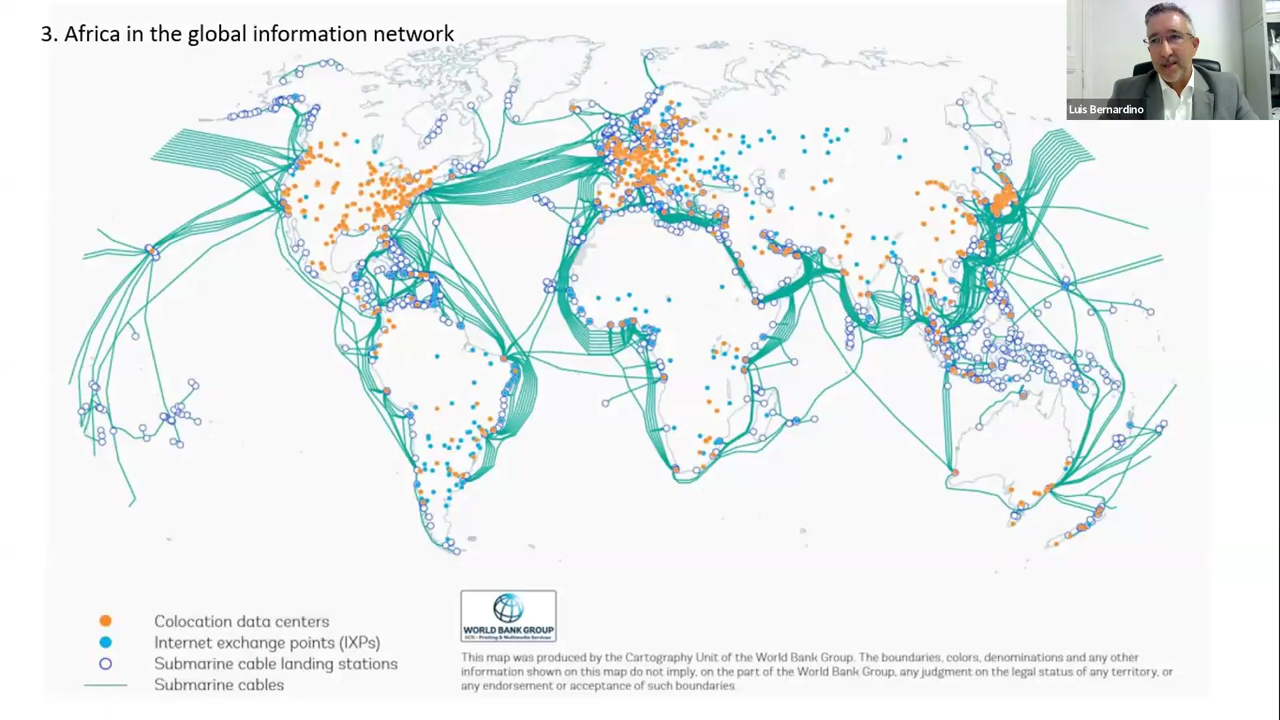 3. Africa in the global information network
Luis Bernardino
Colocation data centers
Internet exchange points (IXPs)
Submarine cable landing stations
Submarine cables
WORLD BANK GROUP
GCS - Printing & Multimedia Services
This map was produced by the Cartography Unit of the World Bank Group. The boundaries, colors, denominations and any other
information shown on this map do not imply, on the part of the World Bank Group, any judgment on the legal status of any territory, or
any endorsement or acceptance of such boundaries.